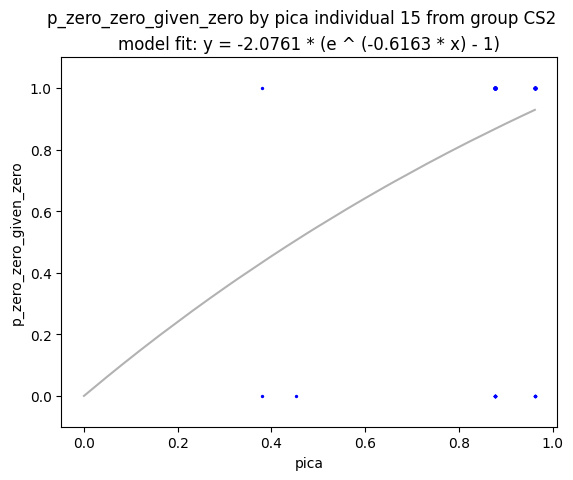 p_zero_zero_given_zero by pica individual 15 from group CS2
model fit: y = -2.0761 * (e ^ (-0.6163 * x) - 1)
1.0
0.8
0.6
0.4
0.2
0.0
p_zero_zero_given_zero
0.0 0.2 0.4 0.6 0.8 1.0
pica